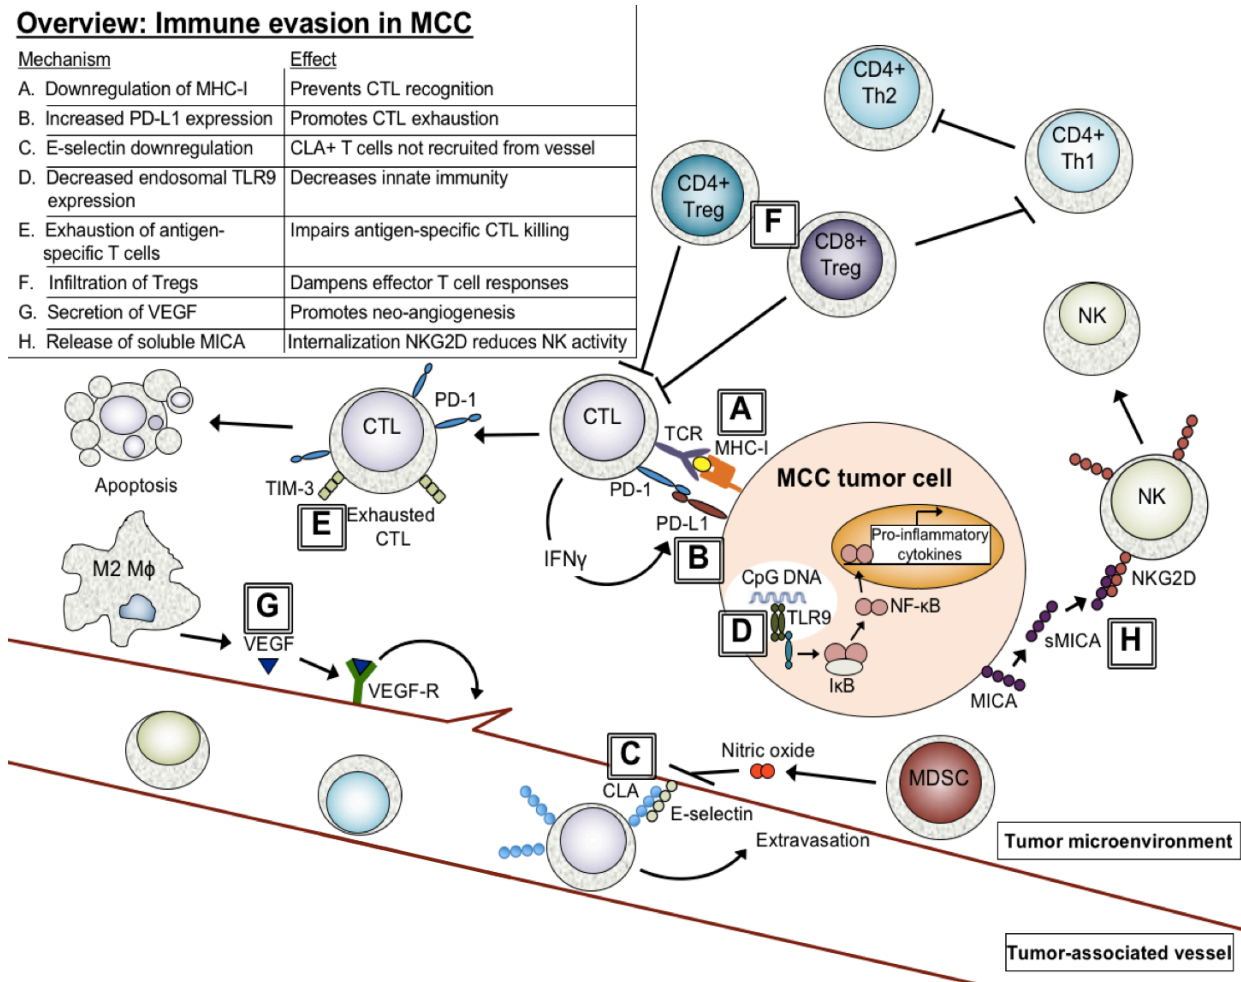 Overview: Immune evasion in MCC
Mechanism Effect
A. Downregulation of MHC-I Prevents CTL recognition
B. Increased PD-L1 expression Promotes CTL exhaustion
C. E-selectin downregulation CLA+ T cells not recruited from vessel
D. Decreased endosomal TLR9 Decreases innate immunity
expression
E. Exhaustion of antigen- Impairs antigen-specific CTL killing
specific T cells
F. Infiltration of Tregs Dampens effector T cell responses
G. Secretion of VEGF Promotes neo-angiogenesis
H. Release of soluble MICA Internalization NKG2D reduces NK activity
CD4+
Th2
CD4+
Th1
CD4+
Treg
F
CD8+
Treg
NK
CTL
PD-1
TIM-3
E
Exhausted
CTL
Apoptosis
CTL
TCR
A
MHC-I
PD-1
PD-L1
B
IFNγ
MCC tumor cell
Pro-inflammatory
cytokines
CpG DNA
TLR9
D
NF-κB
IκB
NK
NKG2D
sMICA
H
MICA
M2 Mϕ
G
VEGF
VEGF-R
C
CLA
E-selectin
Nitric oxide
MDSC
Extravasation
Tumor microenvironment
Tumor-associated vessel